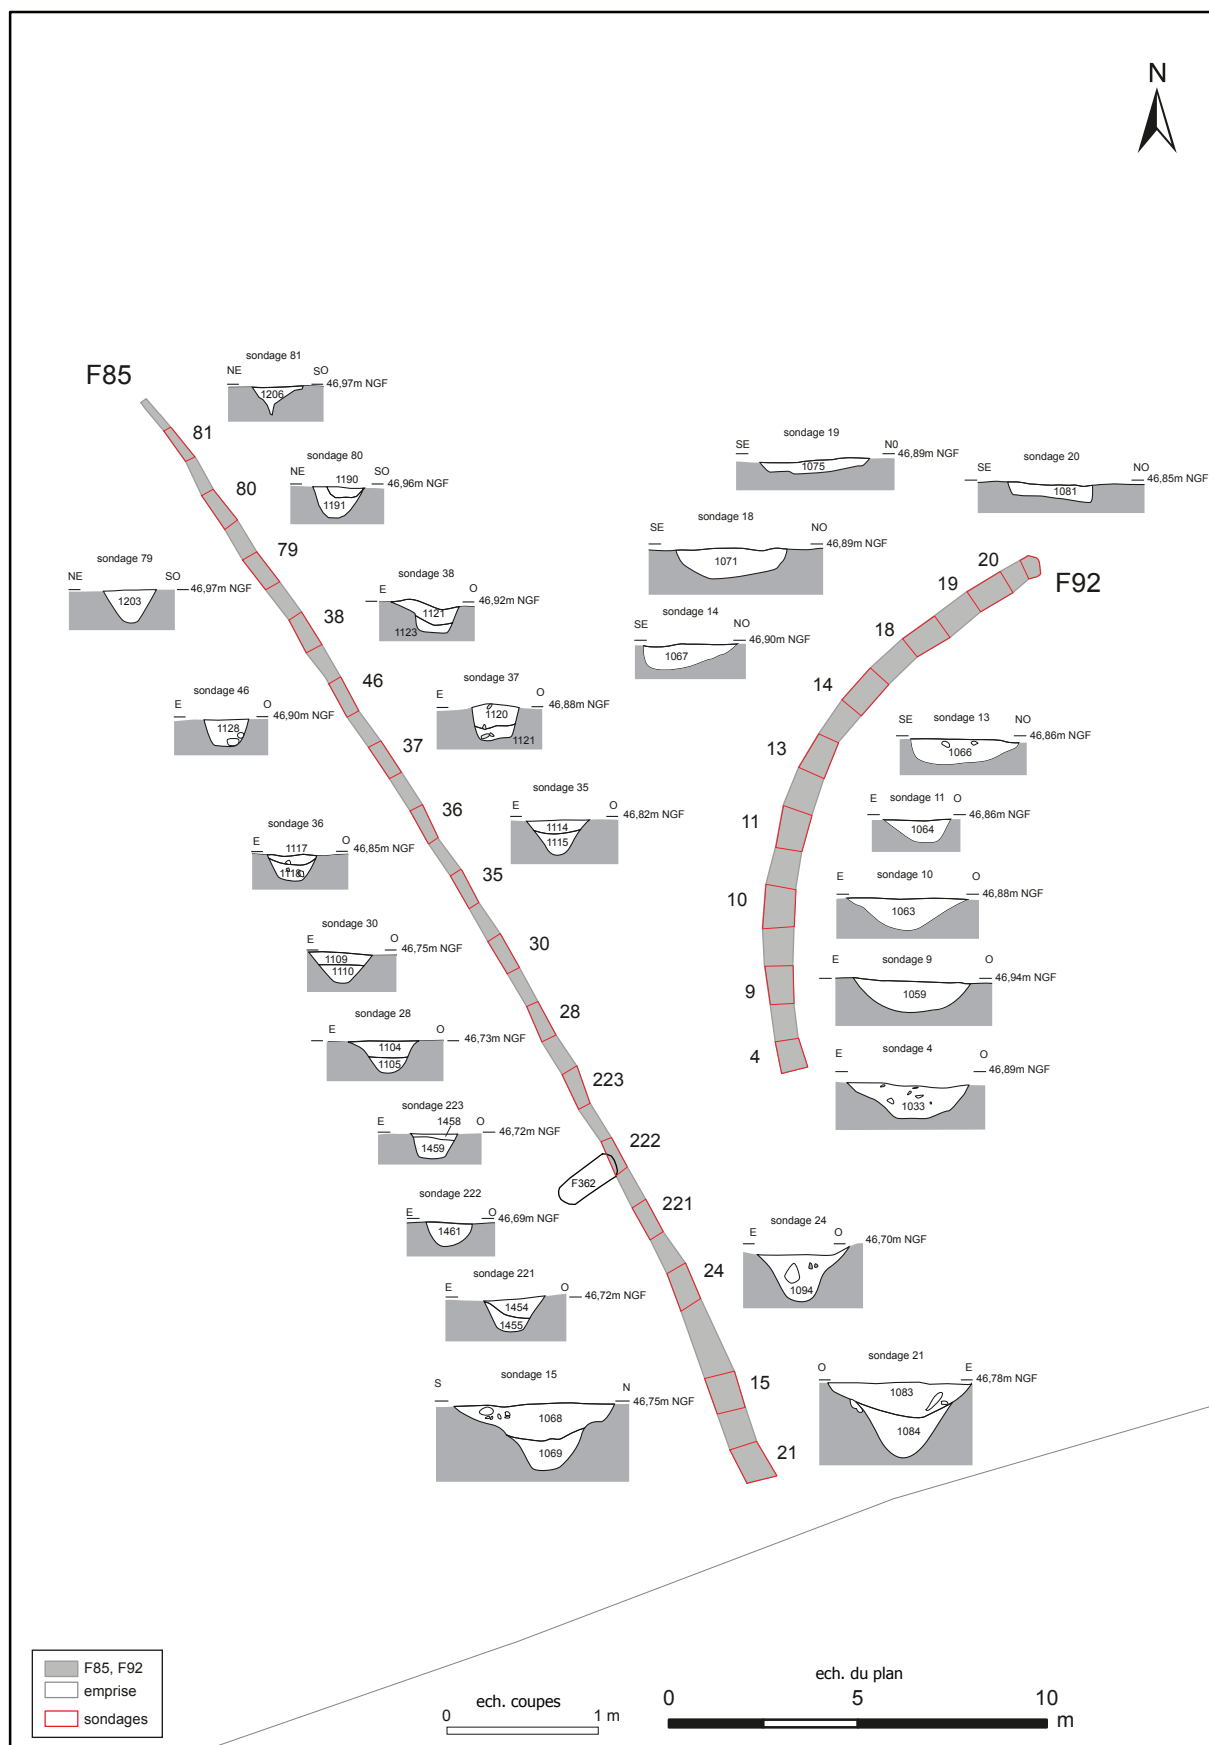 N
F85
sondage 81
NE SO
46,97m NGF
1206
81
sondage 80
NE SO
1190
46,96m NGF
1191
80
sondage 79
NE SO
46,97m NGF
1203
79
sondage 38
E O
46,92m NGF
1121
1123
38
sondage 46
E O
46,90m NGF
1128
46
sondage 37
E O
46,88m NGF
1120
1121
37
sondage 36
E O
1117
46,85m NGF
1118
36
sondage 35
E O
46,82m NGF
1114
1115
35
sondage 30
E O
46,75m NGF
1109
1110
30
sondage 28
E O
46,73m NGF
1104
1105
28
sondage 223
E 1458 O
46,72m NGF
1459
223
222
F362
sondage 222
E O
46,69m NGF
1461
221
sondage 221
E O
46,72m NGF
1454
1455
sondage 24
E O
46,70m NGF
1094
24
sondage 15
S N
46,75m NGF
1068
1069
15
sondage 21
O E
46,78m NGF
1083
1084
21
sondage 19
SE N0
46,89m NGF
1075
sondage 20
SE NO
46,85m NGF
1081
sondage 18
SE NO
46,89m NGF
1071
20
F92
19
sondage 14
SE NO
46,90m NGF
1067
18
14
sondage 13
SE NO
46,86m NGF
1066
13
sondage 11
E O
46,86m NGF
1064
11
sondage 10
E O
46,88m NGF
1063
10
sondage 9
E O
46,94m NGF
1059
9
sondage 4
E O
46,89m NGF
1033
4
F85, F92
emprise
sondages
ech. coupes
0 1 m
ech. du plan
0 5 10
m